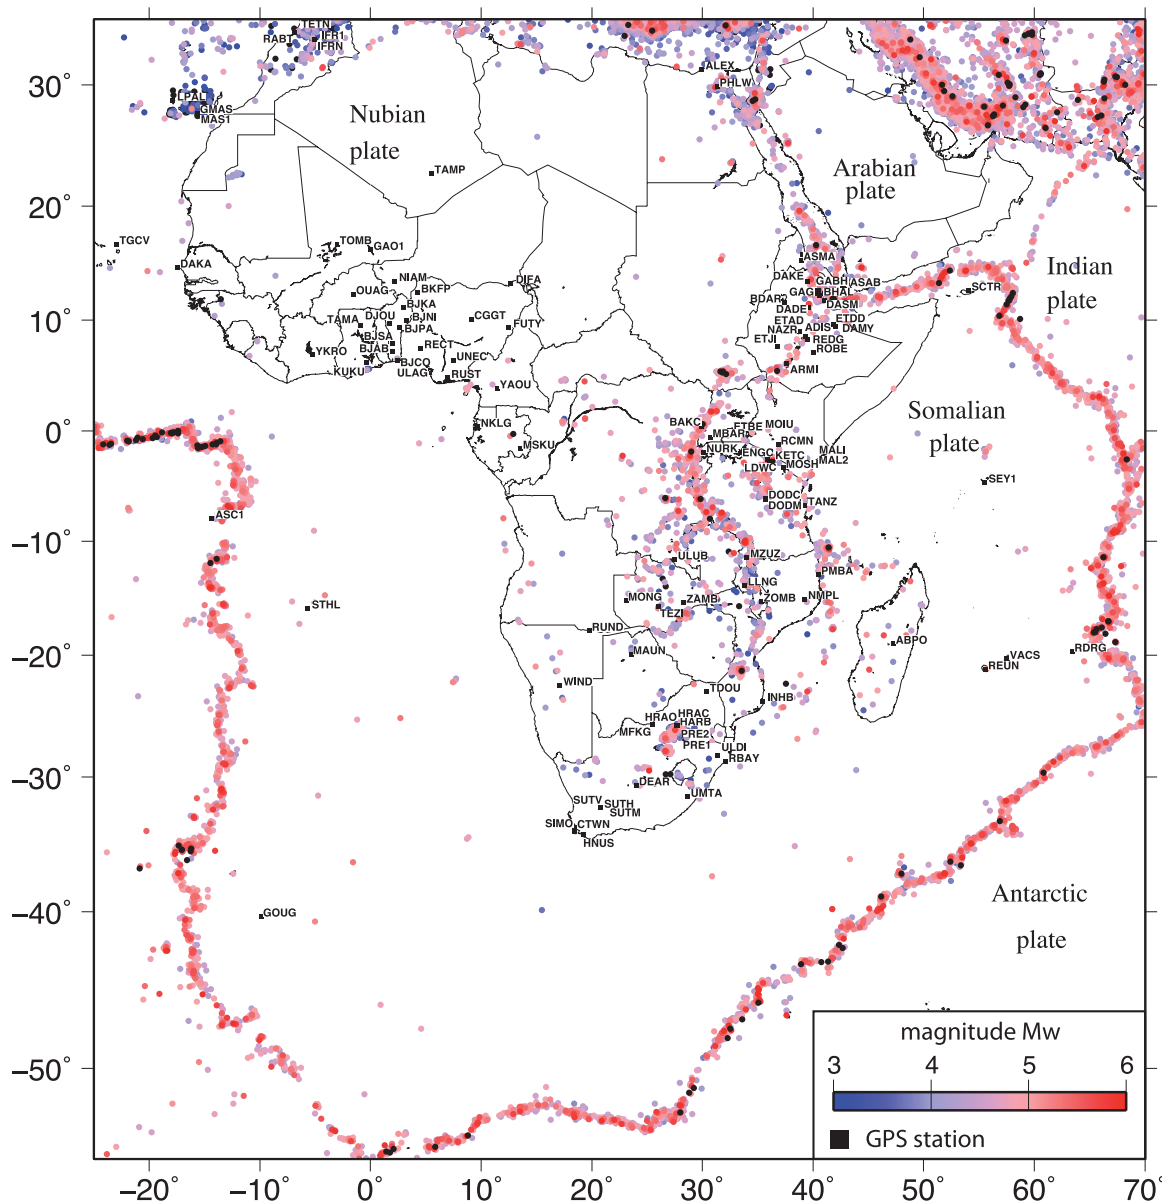 TETN
RABT
IFR1
IFRN
ALEX
PHLW
30°
LPAL
GMAS
MAS1
Nubian
plate
TAMP
Arabian
plate
20°
TGCV
TOMB
GAO1
ASMA
DAKA
Indian
plate
NIAM
DIFA
DAKE
GABH
ASAB
SCTR
OUAG
BKFP
GAG
BHAL
BDAR
DASM
DJOU
BJKA
DADE
TAMA
BJNI
CGGT
FUTY
ETAD
ETDD
10°
NAZR
ADIS
DAMY
BJSA
BJPA
ETJI
REDG
YKRO
BJAB
RECT
ROBE
KUKU
BJCO
UNEC
ULAG
RUST
ARMI
YAOU
Somalian
plate
0°
NKLG
BAKC
FTBE
MOIU
MBAR
RCMN
MSKU
NURK
ENGC
KETC
MALI
MAL2
LDWC
MOSH
SEY1
DODC
DODM
TANZ
ASC1
−10°
ULUB
MZUZ
PMBA
LLNG
STHL
MONG
ZAMB
ZOMB
NMPL
TEZI
RUND
ABPO
−20°
MAUN
VACS
RDRG
REUN
WIND
TDOU
INHB
HRAO
HRAC
MFKG
HARB
PRE2
PRE1
ULDI
RBAY
−30°
DEAR
UMTA
SUTV
SUTH
SUTM
SIMO
CTWN
HNUS
Antarctic
plate
−40°
GOUG
magnitude Mw
3 4 5 6
GPS station
−50°
−20° −10° 0° 10° 20° 30° 40° 50° 60° 70°